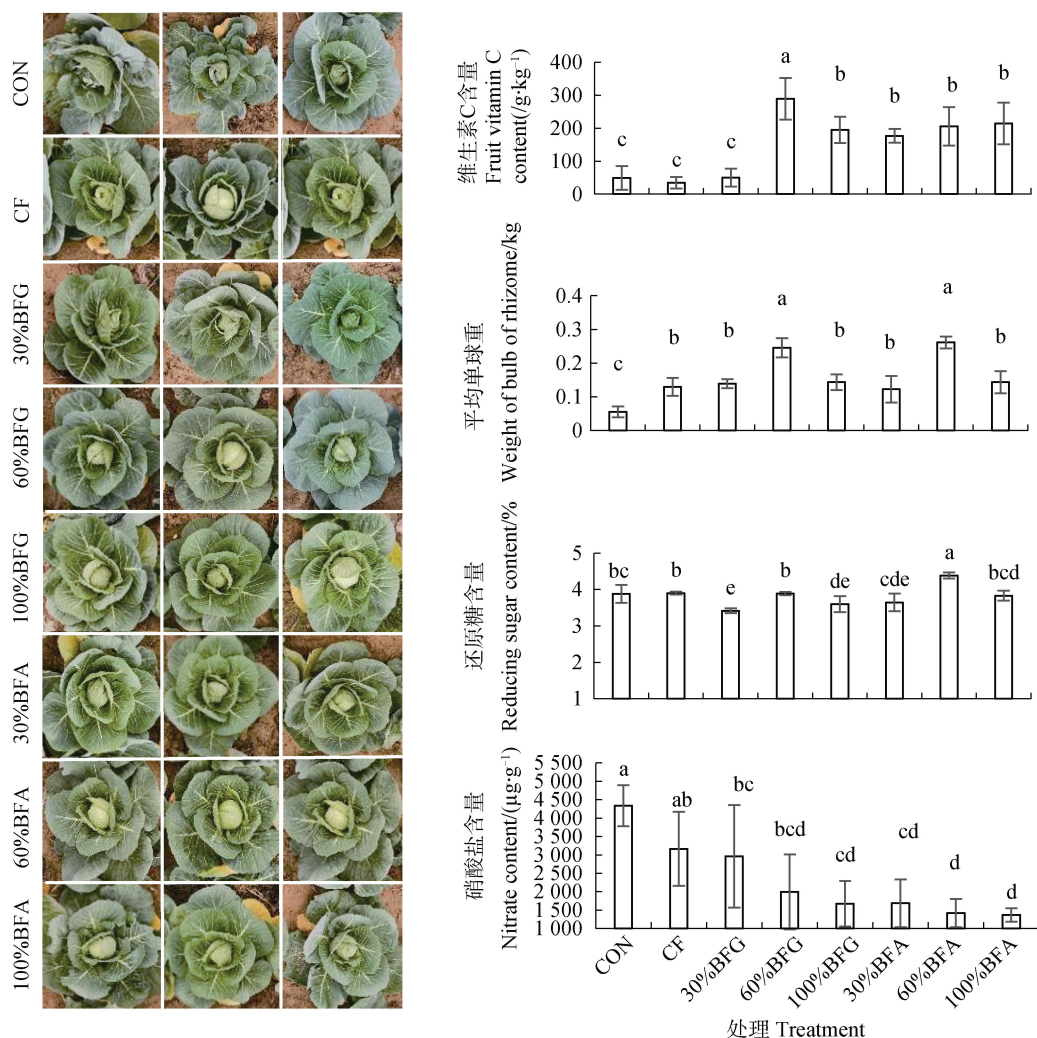 CON
CF
30%BFG
60%BFG
100%BFG
30%BFA
60%BFA
100%BFA
维生素C含量
Fruit vitamin C
content(/g·kg⁻¹)
400
300
200
100
0
c
c
c
a
b
b
b
b
平均单球重
Weight of bulb of rhizome/kg
0.4
0.3
0.2
0.1
0
c
b
b
a
b
b
a
b
还原糖含量
Reducing sugar content/%
5
4
3
2
1
bc
b
e
b
de
cde
a
bcd
硝酸盐含量
Nitrate content/(μg·g⁻¹)
5 500
5 000
4 500
4 000
3 500
3 000
2 500
2 000
1 500
1 000
a
ab
bc
bcd
cd
cd
d
d
CON
CF
30%BFG
60%BFG
100%BFG
30%BFA
60%BFA
100%BFA
处理 Treatment